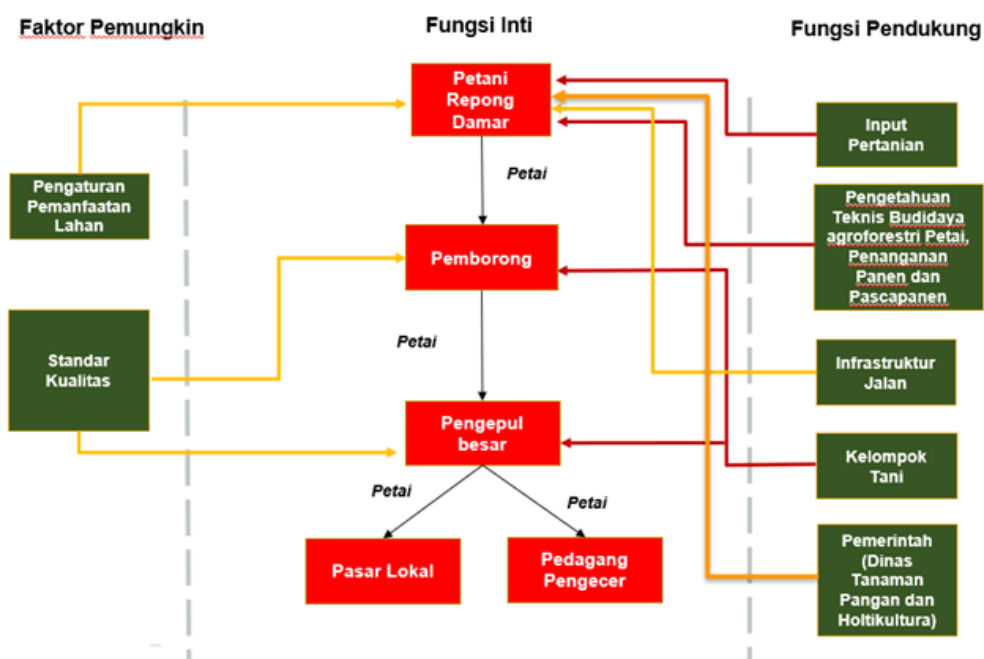 Faktor Pemungkin
Fungsi Inti
Fungsi Pendukung
Petani
Repong
Damar
Input
Pertanian
Petai
Pengaturan
Pemanfaatan
Lahan
Pengetahuan
Teknis Budidaya
agroforestri Petai,
Penanganan
Panen dan
Pascapanen
Pemborong
Petai
Standar
Kualitas
Infrastruktur
Jalan
Pengepul
besar
Kelompok
Tani
Petai
Petai
Pasar Lokal
Pedagang
Pengecer
Pemerintah
(Dinas
Tanaman
Pangan dan
Holtikultura)